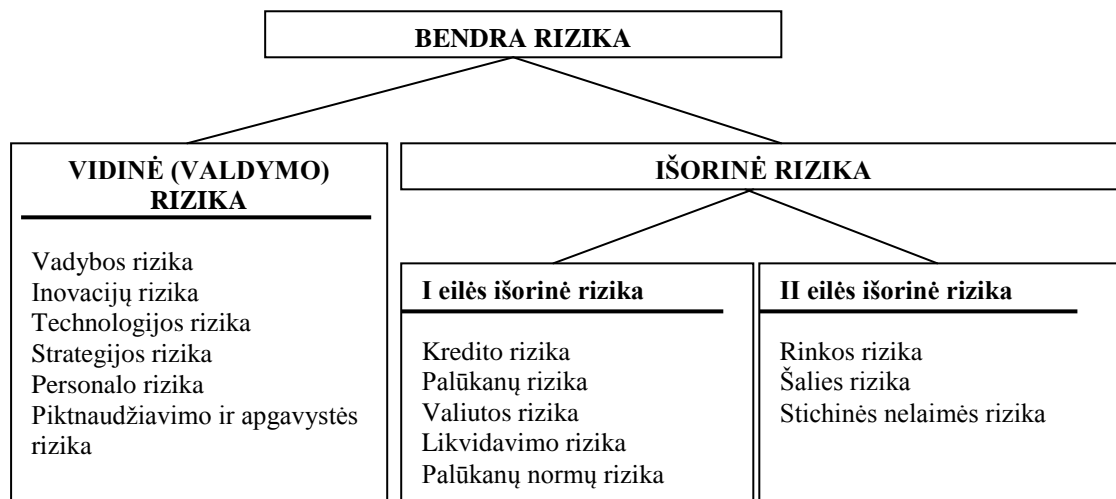 BENDRA RIZIKA
VIDINĖ (VALDYMO)
RIZIKA
Vadybos rizika
Inovacijų rizika
Technologijos rizika
Strategijos rizika
Personalo rizika
Piktnaudžiavimo ir apgavystės
rizika
IŠORINĖ RIZIKA
I eilės išorinė rizika
Kredito rizika
Palūkanų rizika
Valiutos rizika
Likvidavimo rizika
Palūkanų normų rizika
II eilės išorinė rizika
Rinkos rizika
Šalies rizika
Stichinės nelaimės rizika